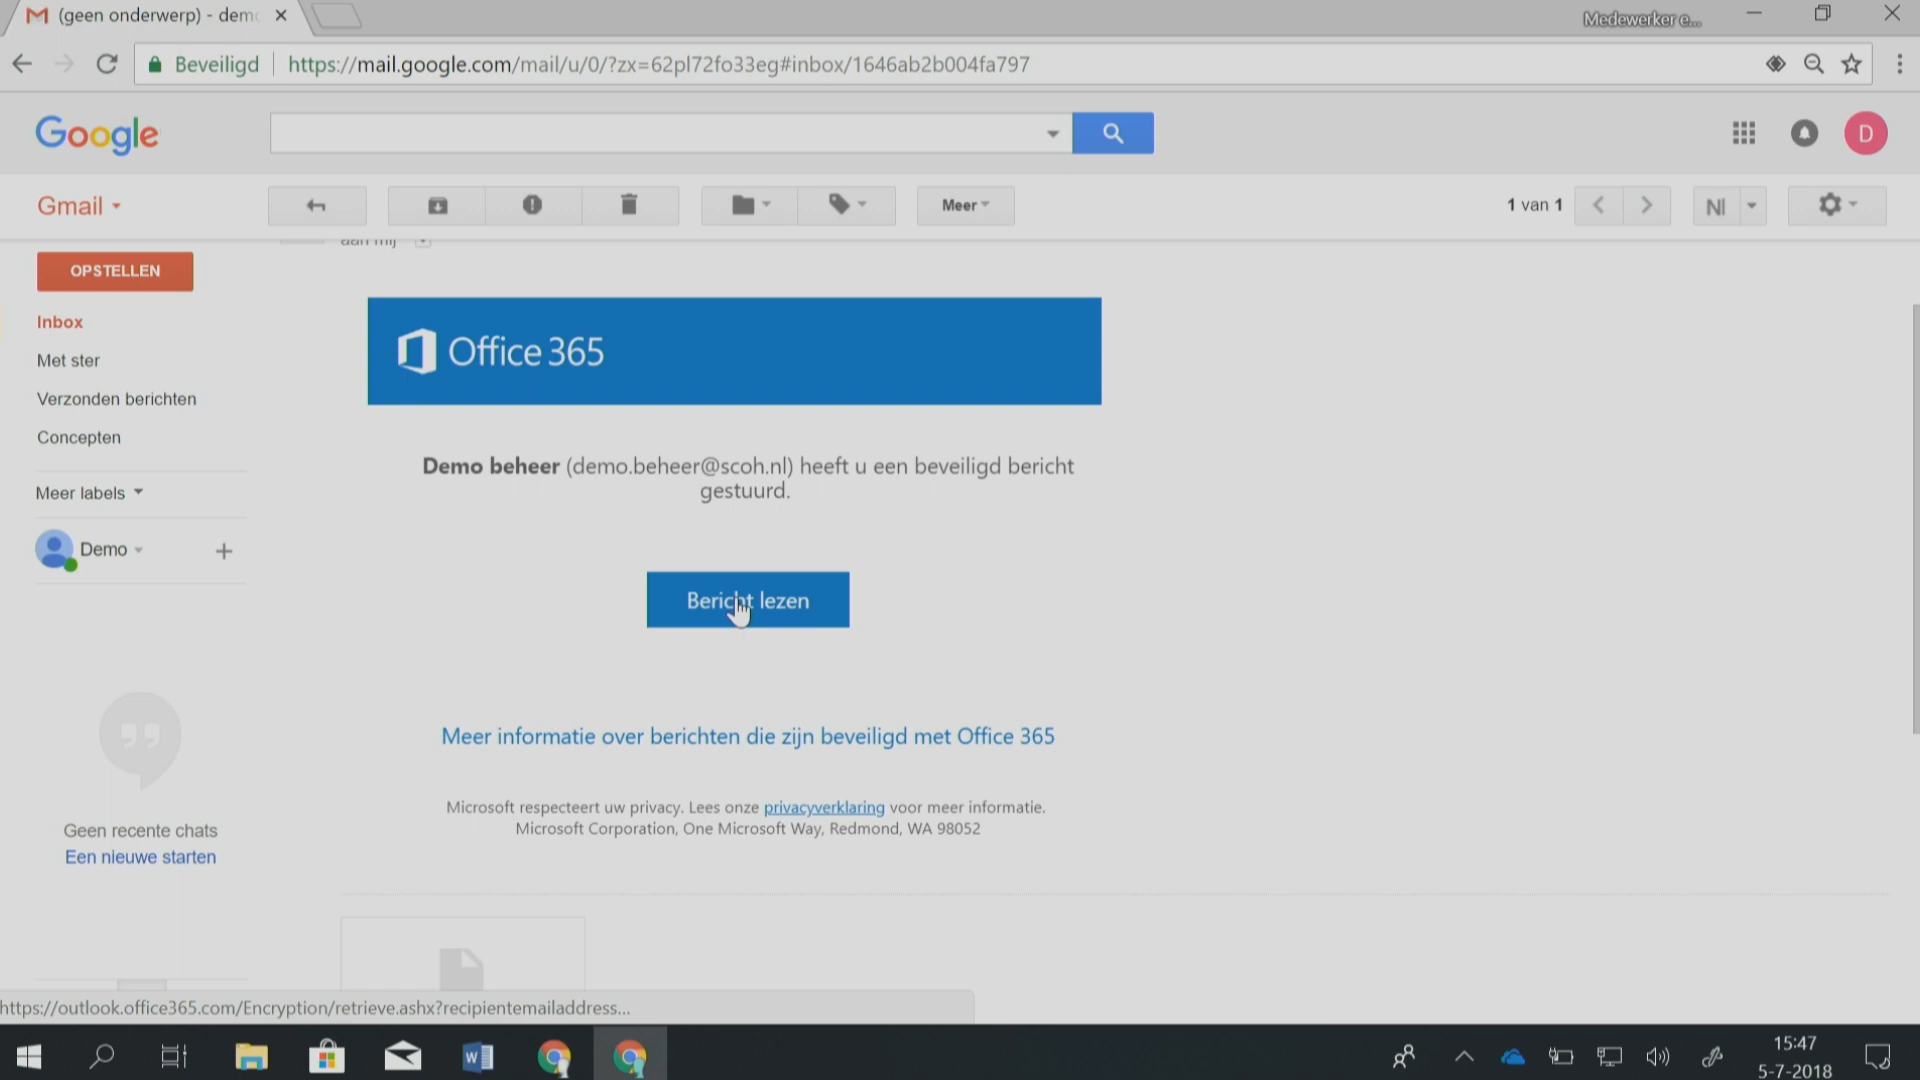 (geen onderwerp) - dem
Medewerker e...
Beveiligd
https://mail.google.com/mail/u/0/?zx=62pl72fo33eg#inbox/1646ab2b004fa797
Google
D
Gmail
Meer
1 van 1
Nl
aan mij
OPSTELLEN
Inbox
Met ster
Verzonden berichten
Concepten
Meer labels
Demo
Office 365
Demo beheer (demo.beheer@scoh.nl) heeft u een beveiligd bericht
gestuurd.
Bericht lezen
Meer informatie over berichten die zijn beveiligd met Office 365
Microsoft respecteert uw privacy. Lees onze privacyverklaring voor meer informatie.
Microsoft Corporation, One Microsoft Way, Redmond, WA 98052
Geen recente chats
Een nieuwe starten
https://outlook.office365.com/Encryption/retrieve.ashx?recipientemailaddress...
15:47
5-7-2018